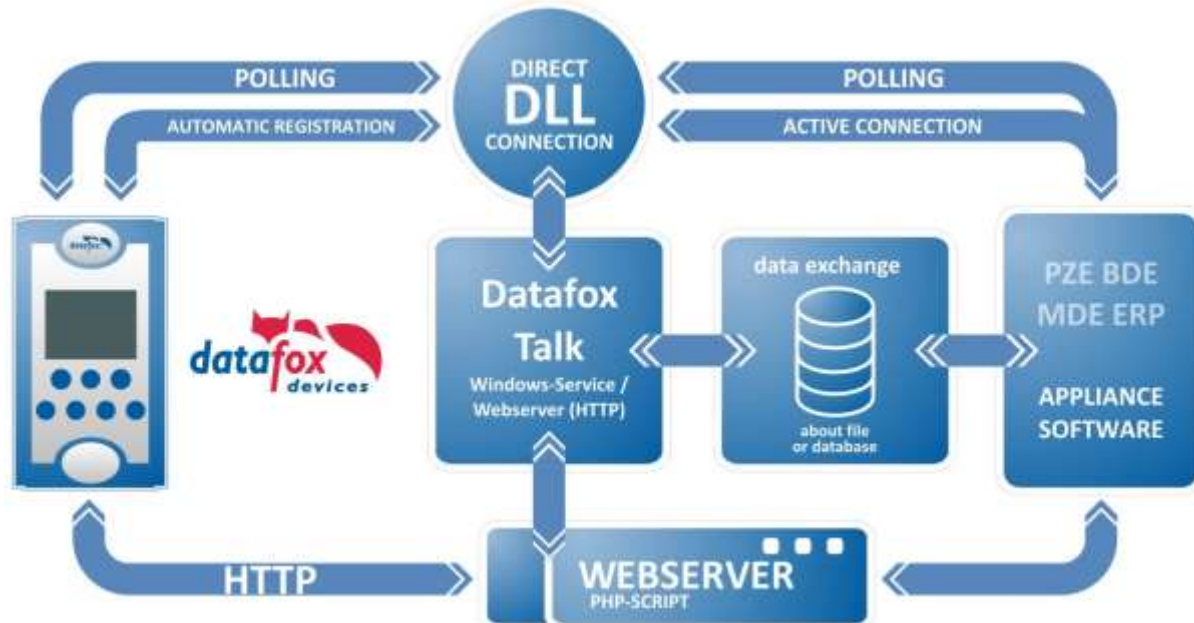 POLLING
AUTOMATIC REGISTRATION
DIRECT
DLL
CONNECTION
POLLING
ACTIVE CONNECTION
datafox
datafox
devices
Datafox
Talk
Windows-Service /
Webserver (HTTP)
data exchange
about file
or database
PZE BDE
MDE ERP
APPLIANCE
SOFTWARE
HTTP
WEBSERVER
PHP-SCRIPT